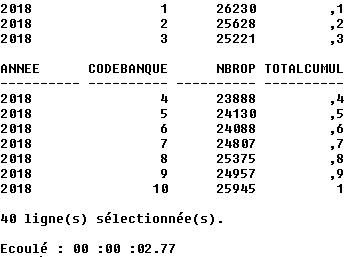 2018 1 26230 ,1
2018 2 25628 ,2
2018 3 25221 ,3
ANNEE CODEBANQUE NBROP TOTALCUMUL
---------- ---------- ---------- ----------
2018 4 23888 ,4
2018 5 24130 ,5
2018 6 24088 ,6
2018 7 24807 ,7
2018 8 25375 ,8
2018 9 24957 ,9
2018 10 25945 1
40 ligne(s) sélectionnée(s).
Ecoulé : 00 :00 :02.77